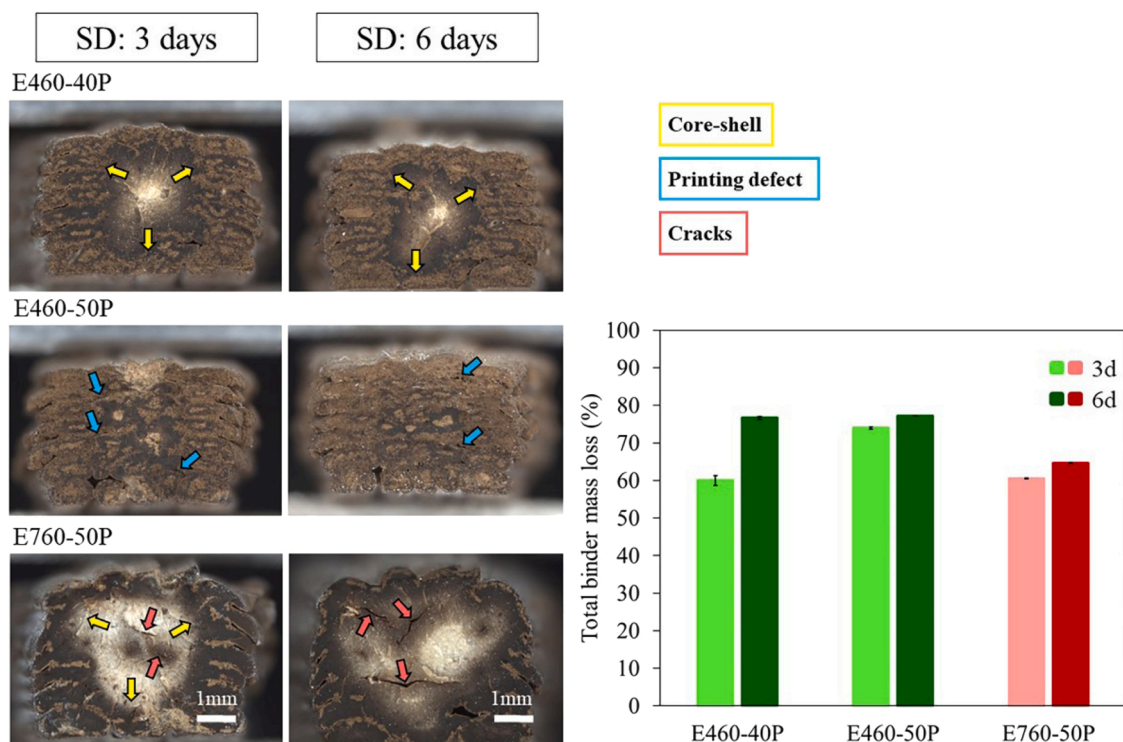 SD: 3 days
SD: 6 days
E460-40P
E460-50P
E760-50P
1mm
1mm
Core-shell
Printing defect
Cracks
Total binder mass loss (%)
100
90
80
70
60
50
40
30
20
10
0
3d
6d
E460-40P
E460-50P
E760-50P